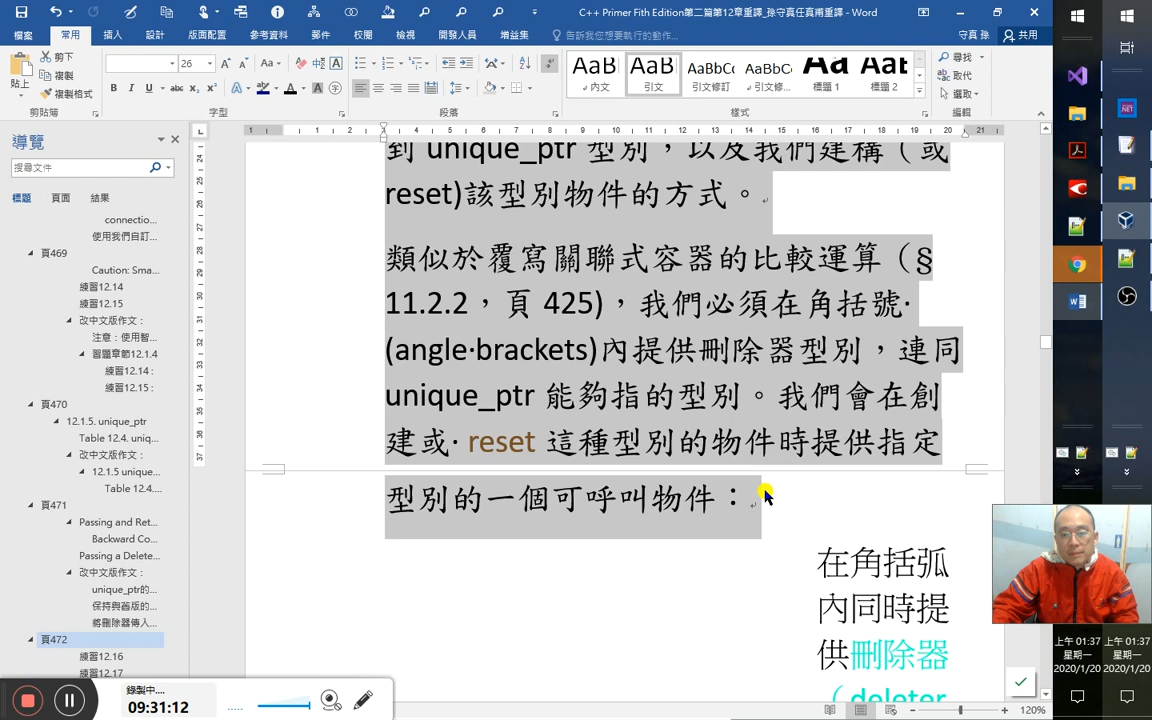 C++ Primer Fith Edition第二篇第12章重譯_孫守真任真甫重譯 - Word
檔案 常用 插入 設計 版面配置 參考資料 郵件 校閱 檢視 開發人員 增益集 告訴我您想要執行的動作... 守真 孫 共用
貼上 剪下 複製 複製格式 26 尋找 取代 選取
AaB AaB AaBbC AaBbC AaB AaB
內文 引文 引文修訂 引文修... 標題 1 標題 2
剪貼簿 字型 段落 樣式 編輯
導覽
搜尋文件
標題 頁面 結果
connectio...
使用我們自訂...
頁469
Caution: Sma...
練習12.14
練習12.15
改中文版作文：
注意：使用智...
習題章節12.1.4
練習12.14 :
練習12.15 :
頁470
12.1.5. unique_ptr
Table 12.4. uniq...
改中文版作文：
12.1.5 unique...
Table 12.4....
頁471
Passing and Ret...
Backward Co...
Passing a Delete...
改中文版作文：
unique_ptr的...
保持與舊版的...
將刪除器傳入...
頁472
練習12.16
練習12.17
到 unique_ptr 型別，以及我們建構（或
reset)該型別物件的方式。
類似於覆寫關聯式容器的比較運算（§
11.2.2，頁 425)，我們必須在角括號·
(angle·brackets)內提供刪除器型別，連同
unique_ptr 能夠指的型別。我們會在創
建或· reset 這種型別的物件時提供指定
型別的一個可呼叫物件：
在角括弧
內同時提
供刪除器
（deleter
錄製中....
09:31:12
120%
上午 01:37 上午 01:37
星期一 星期一
2020/1/20 2020/1/20